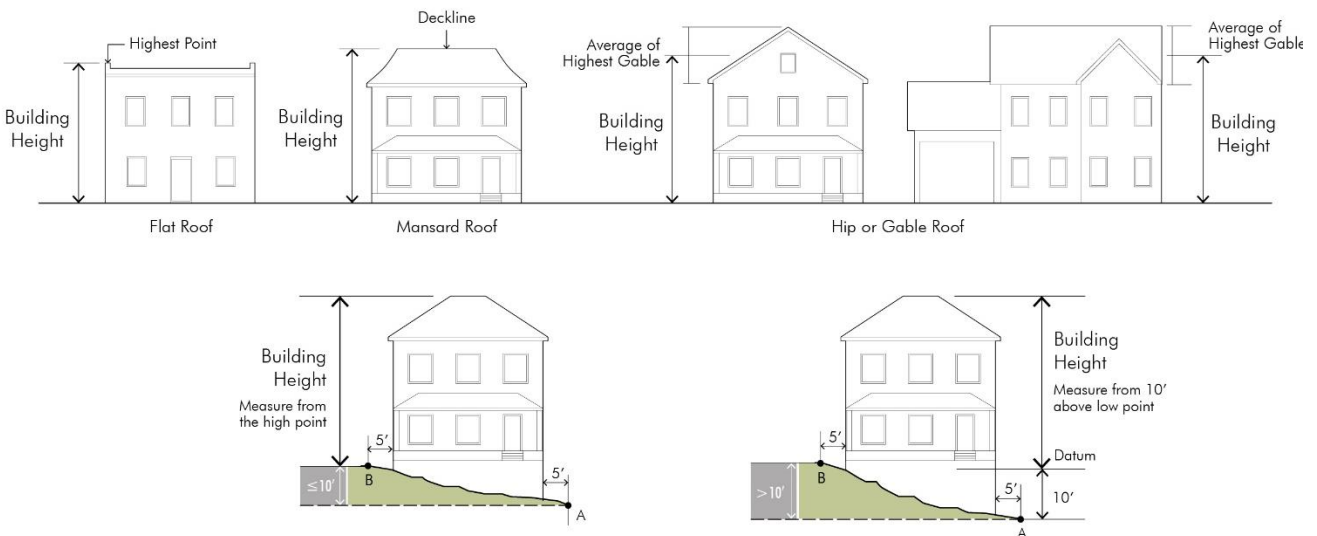 Deckline
Highest Point
Average of
Highest Gable
Average of
Highest Gable
Building
Height
Building
Height
Building
Height
Building
Height
Flat Roof
Mansard Roof
Hip or Gable Roof
Building
Height
Measure from
the high point
5'
5'
≤10'
B
A
Building
Height
Measure from 10'
above low point
Datum
5'
5'
10'
>10'
B
A